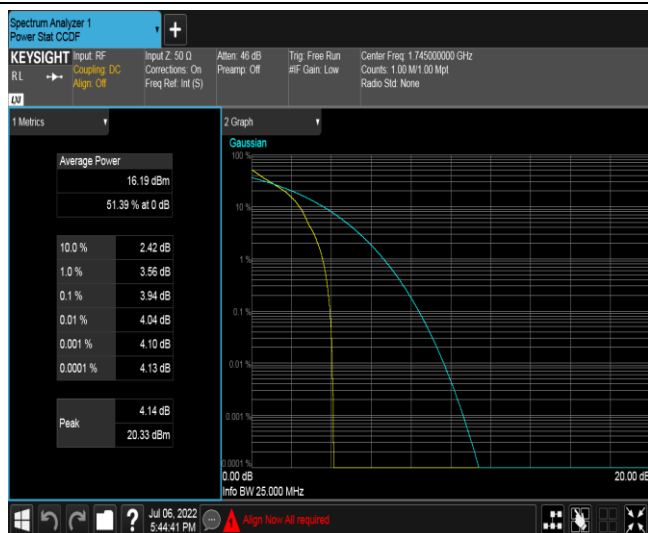 Spectrum Analyzer 1
Power Stat CCDF
+
KEYSIGHT
RL
Input: RF
Coupling: DC
Align: Off
Input Z: 50 Ω
Corrections: On
Freq Ref: Int (S)
Atten: 46 dB
Preamp: Off
Trig: Free Run
#IF Gain: Low
Center Freq: 1.745000000 GHz
Counts: 1.00 M/1.00 Mpt
Radio Std: None
LXI
1 Metrics
Average Power
16.19 dBm
51.39 % at 0 dB
10.0 % 2.42 dB
1.0 % 3.56 dB
0.1 % 3.94 dB
0.01 % 4.04 dB
0.001 % 4.10 dB
0.0001 % 4.13 dB
Peak
4.14 dB
20.33 dBm
2 Graph
Gaussian
100 %
10 %
1 %
0.1 %
0.01 %
0.001 %
0.0001 %
0.00 dB 20.00 dB
Info BW 25.000 MHz
?
Jul 06, 2022
5:44:41 PM
Align Now All required